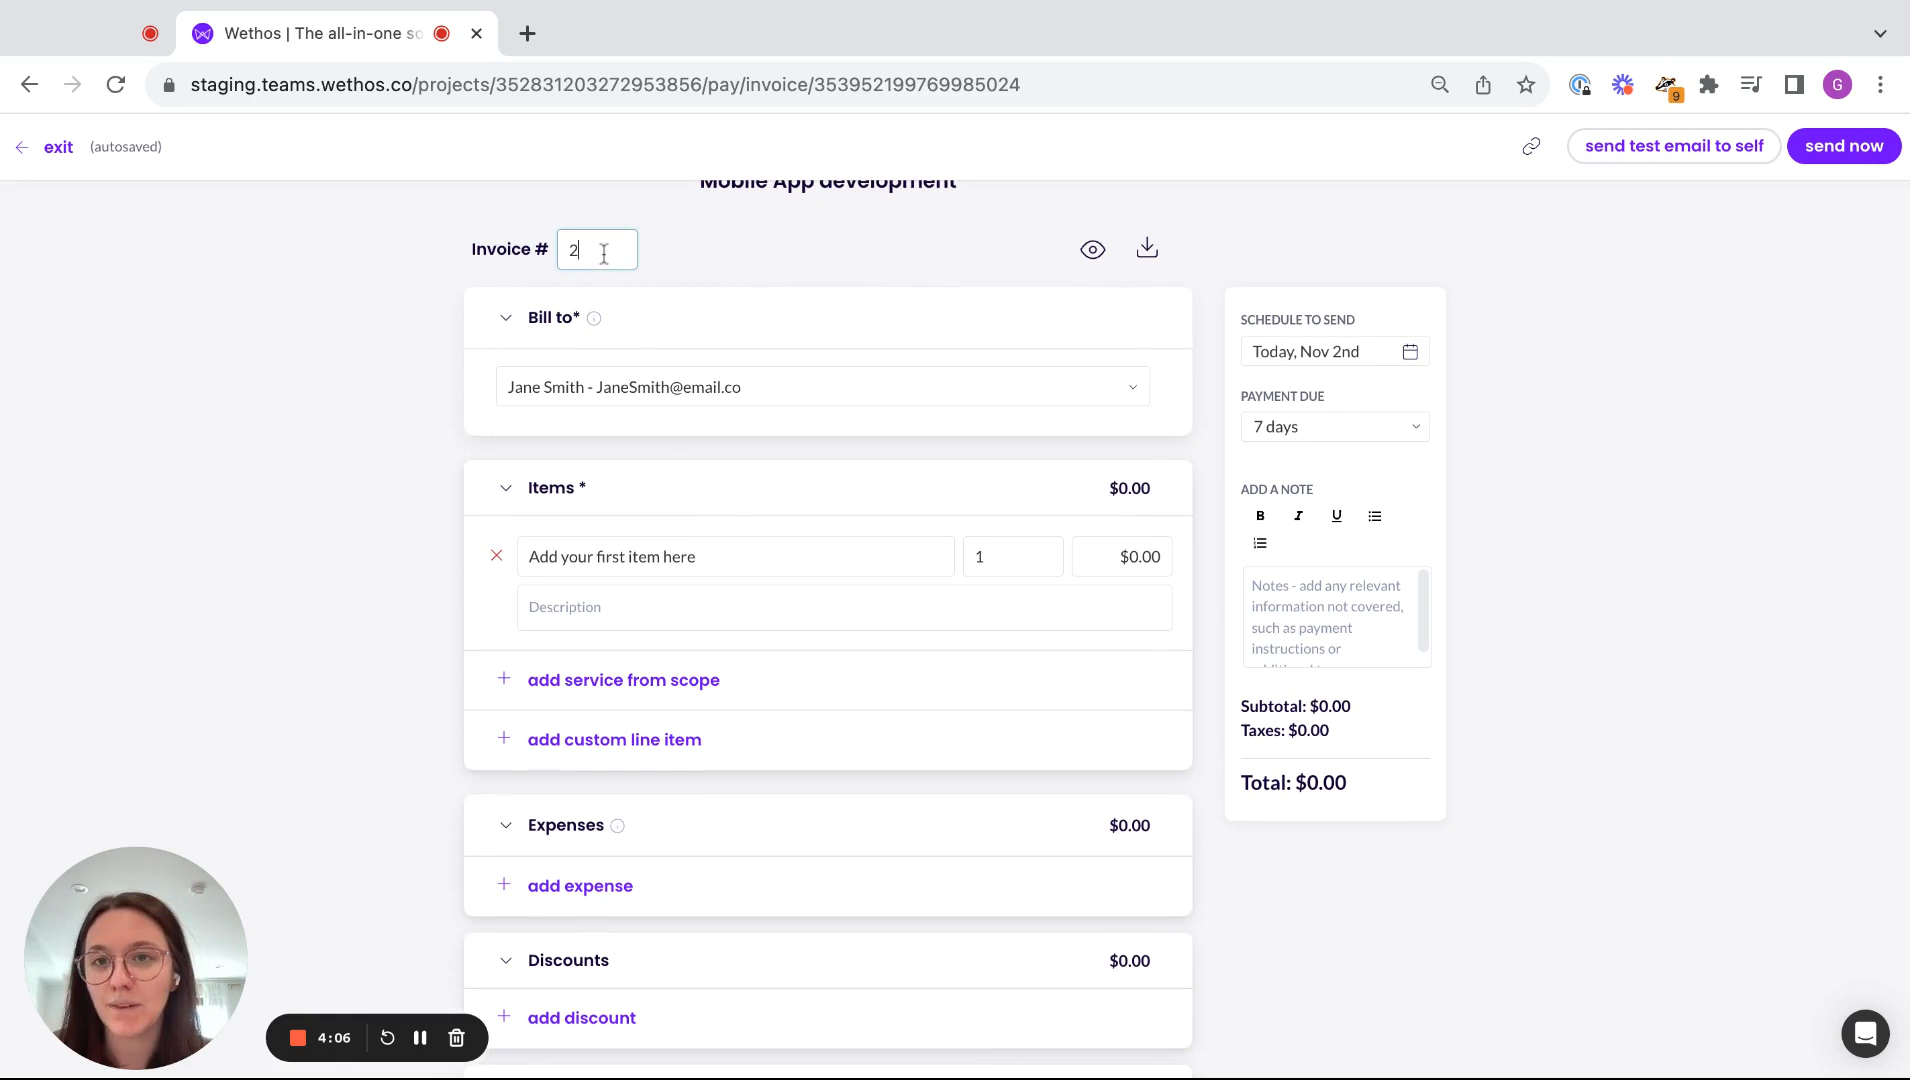 Wethos | The all-in-one so
staging.teams.wethos.co/projects/352831203272953856/pay/invoice/353952199769985024
9
G
exit (autosaved)
send test email to self
send now
Mobile App development
Invoice # 2
Bill to*
Jane Smith - JaneSmith@email.co
Items * $0.00
Add your first item here 1 $0.00
Description
add service from scope
add custom line item
Expenses $0.00
add expense
Discounts $0.00
add discount
SCHEDULE TO SEND
Today, Nov 2nd
PAYMENT DUE
7 days
ADD A NOTE
B I U
Notes - add any relevant
information not covered,
such as payment
instructions or
Subtotal: $0.00
Taxes: $0.00
Total: $0.00
4:06